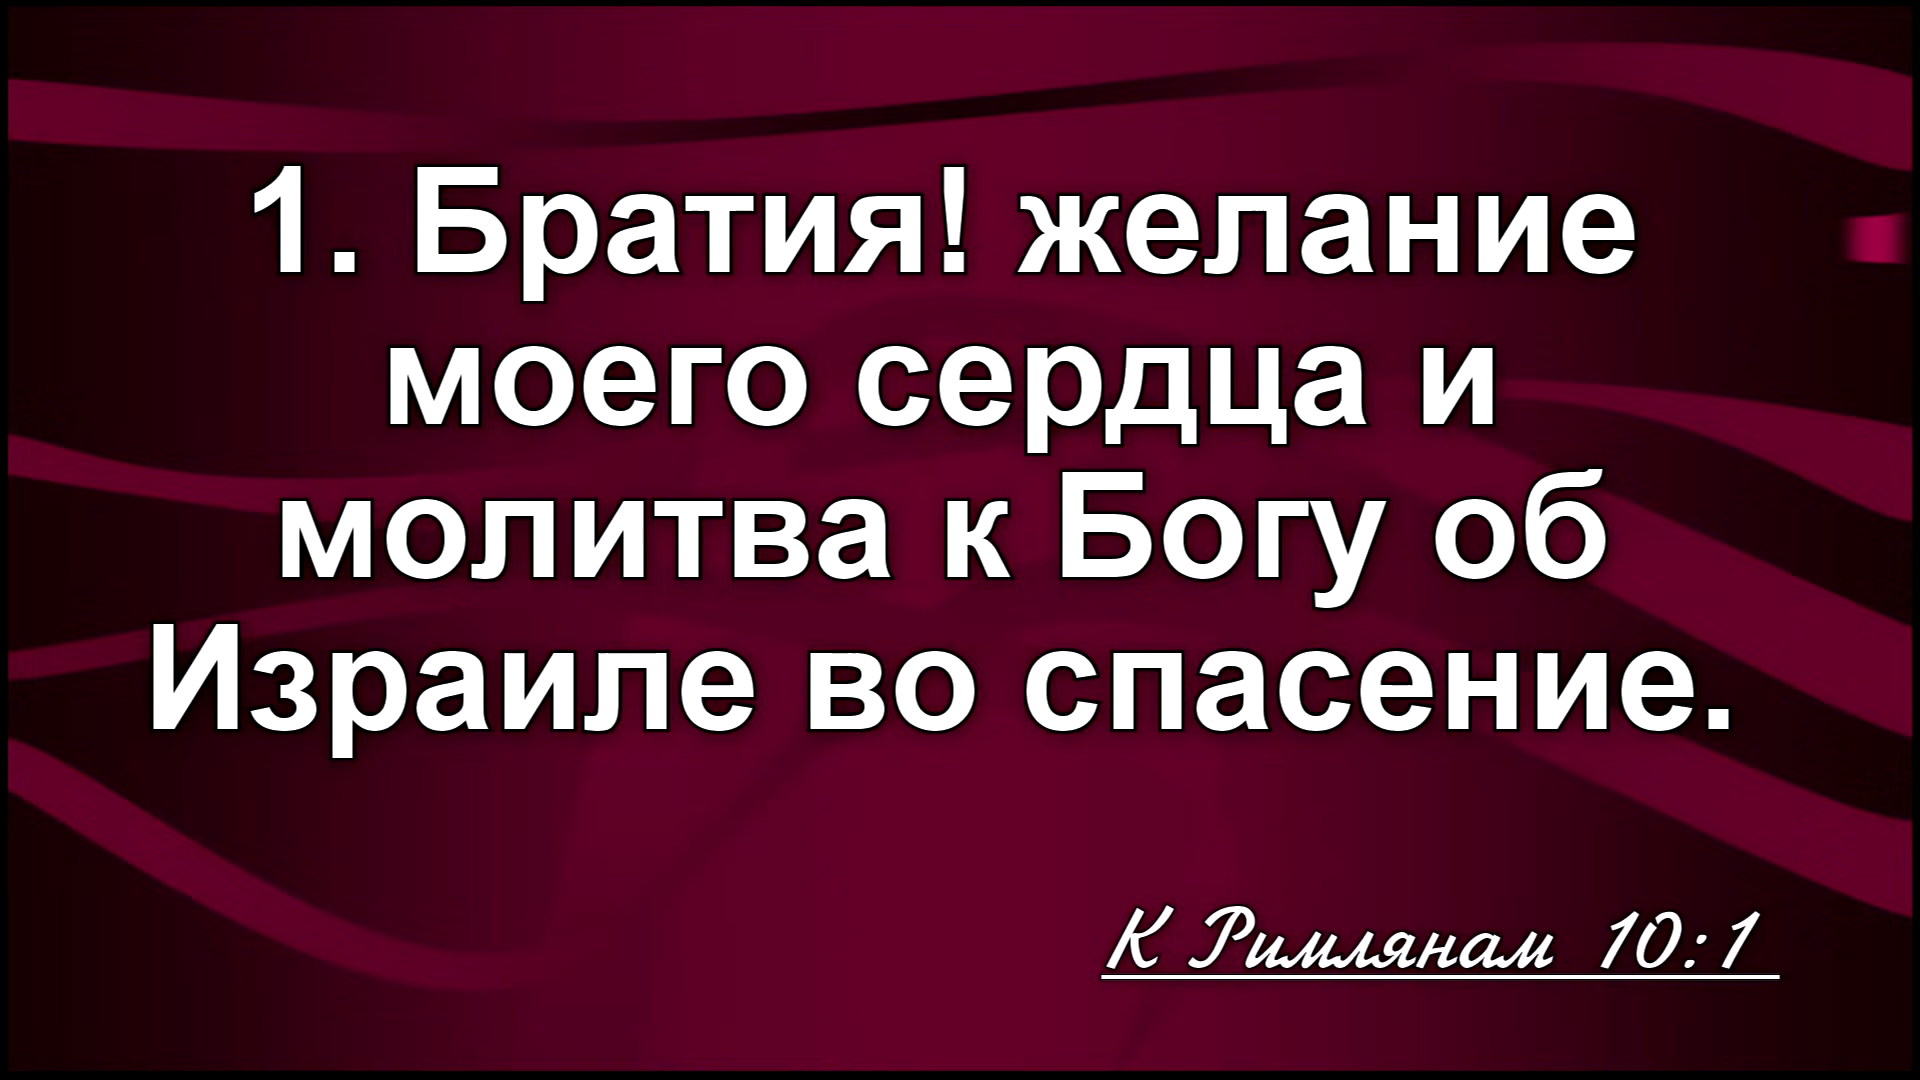 1. Братия! желание
моего сердца и
молитва к Богу об
Израиле во спасение.
К Римлянам 10:1